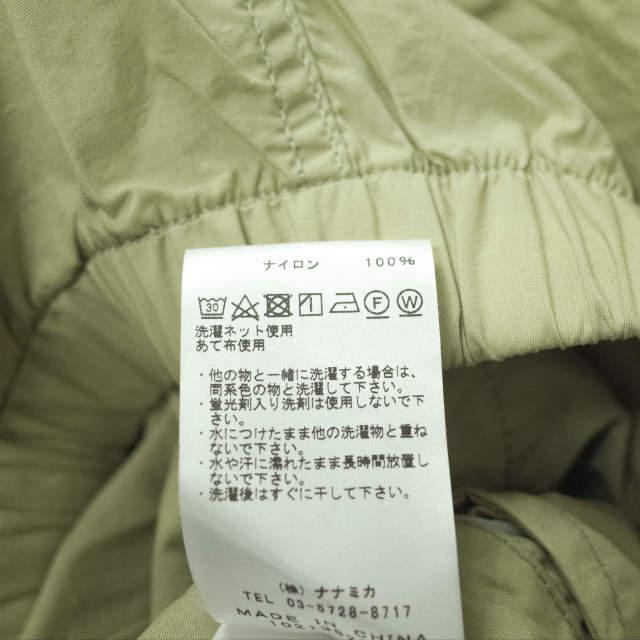 ナイロン 100%
洗濯ネット使用
あて布使用
・他の物と一緒に洗濯する場合は、
同系色の物と洗濯して下さい。
・蛍光剤入り洗剤は使用しないで下
さい。
・水につけたまま他の洗濯物と重ね
ないで下さい。
・水や汗に濡れたまま長時間放置し
ないで下さい。
・洗濯後はすぐに干して下さい。
(株) ナナミカ
TEL 03-5728-8717
MADE IN CHINA